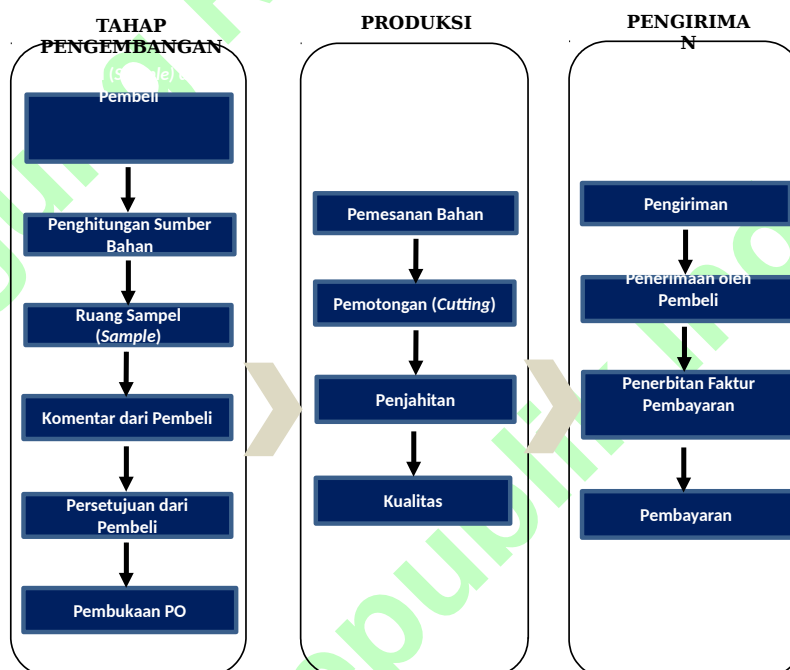 TAHAP
PENGEMBANGAN
(Sample)
Pembeli
Penghitungan Sumber
Bahan
Ruang Sampel
(Sample)
Komentar dari Pembeli
Persetujuan dari
Pembeli
Pembukaan PO
PRODUKSI
Pemesanan Bahan
Pemotongan (Cutting)
Penjahitan
Kualitas
PENGIRIMA
N
Pengiriman
Penerimaan oleh
Pembeli
Penerbitan Faktur
Pembayaran
Pembayaran